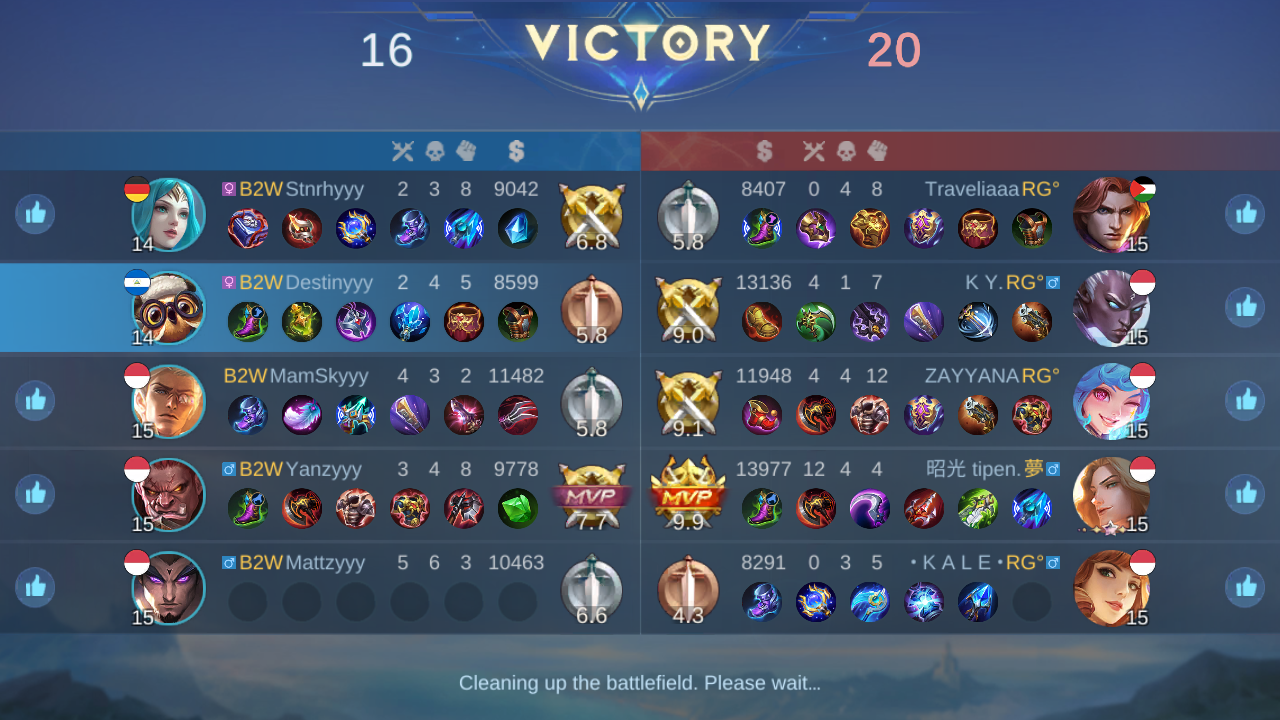 16 VICTORY 20
B2W Stnrhyyy 2 3 8 9042
14 6.8
8407 0 4 8 Traveliaaa RG°
5.8 15
B2W Destinyyy 2 4 5 8599
14 5.8
13136 4 1 7 K Y. RG°
9.0 15
B2W MamSkyyy 4 3 2 11482
15 5.8
11948 4 4 12 ZAYYANA RG°
9.1 15
B2W Yanzyyy 3 4 8 9778
15 MVP 7.7
13977 12 4 4 昭光 tipen. 夢
MVP 9.9 15
B2W Mattzyyy 5 6 3 10463
15 6.6
8291 0 3 5 • K A L E • RG°
4.3 15
Cleaning up the battlefield. Please wait...